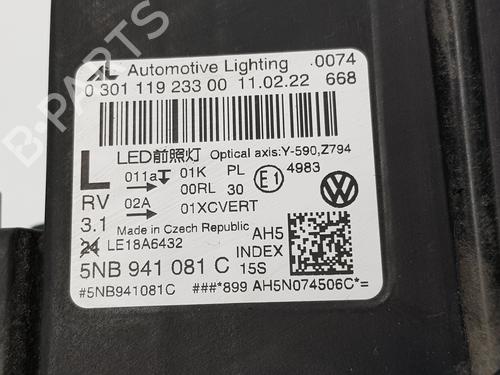 AL Automotive Lighting 0074
0 301 119 233 00 11.02.22 668
LED前照灯 Optical axis:Y-590,Z794
L 011a 01K PL E1 4983
00RL 30
RV 02A 01XCVERT
3.1 Made in Czech Republic AH5
24 LE18A6432 INDEX
5NB 941 081 C 15S
#5NB941081C ###*899 AH5N074506C*=
B-PARTS